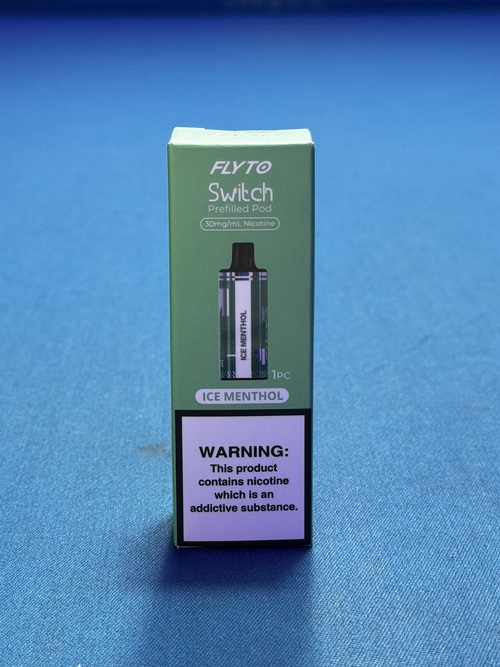 FLYTO
Switch
Prefilled Pod
30mg/mL Nicotine
ICE MENTHOL
1PC
ICE MENTHOL
WARNING:
This product
contains nicotine
which is an
addictive substance.